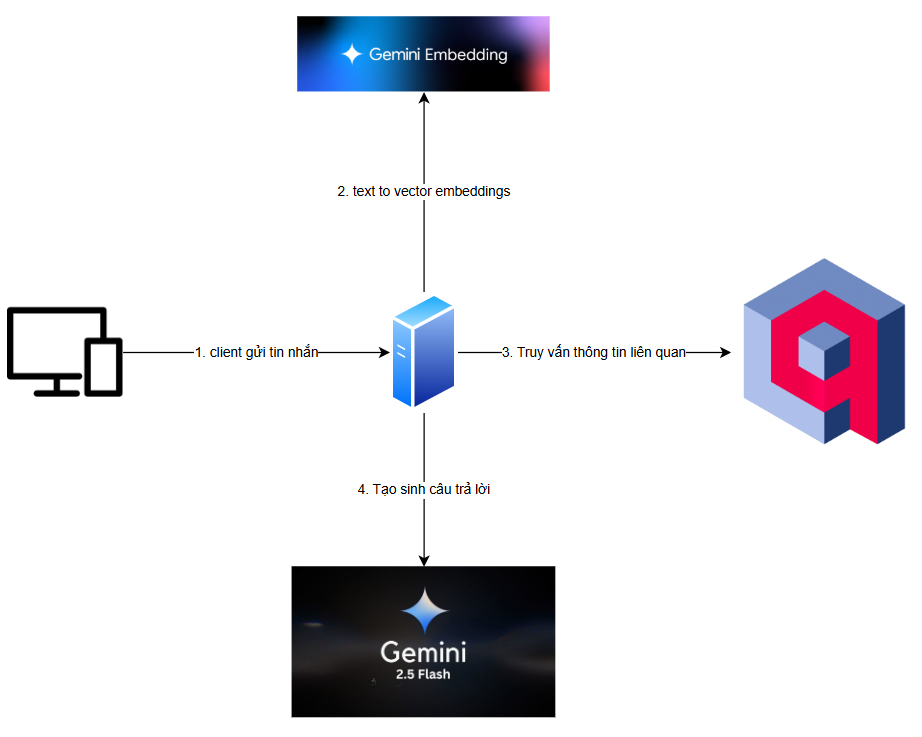 Gemini Embedding
2. text to vector embeddings
1. client gửi tin nhắn
3. Truy vấn thông tin liên quan
4. Tạo sinh câu trả lời
Gemini
2.5 Flash